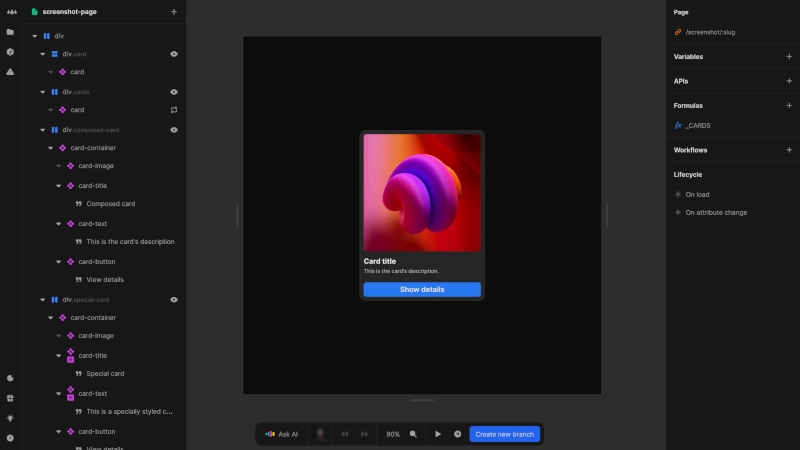 screenshot-page
div
div.card
card
div.cards
card
div.composed-card
card-container
card-image
card-title
Composed card
card-text
This is the card's description
card-button
View details
div.special-card
card-container
card-image
card-title
Special card
card-text
This is a specially styled c...
card-button
View details
Card title
This is the card's description.
Show details
Ask AI
90%
Create new branch
Page
/screenshot/:slug
Variables
APIs
Formulas
fx _CARDS
Workflows
Lifecycle
On load
On attribute change